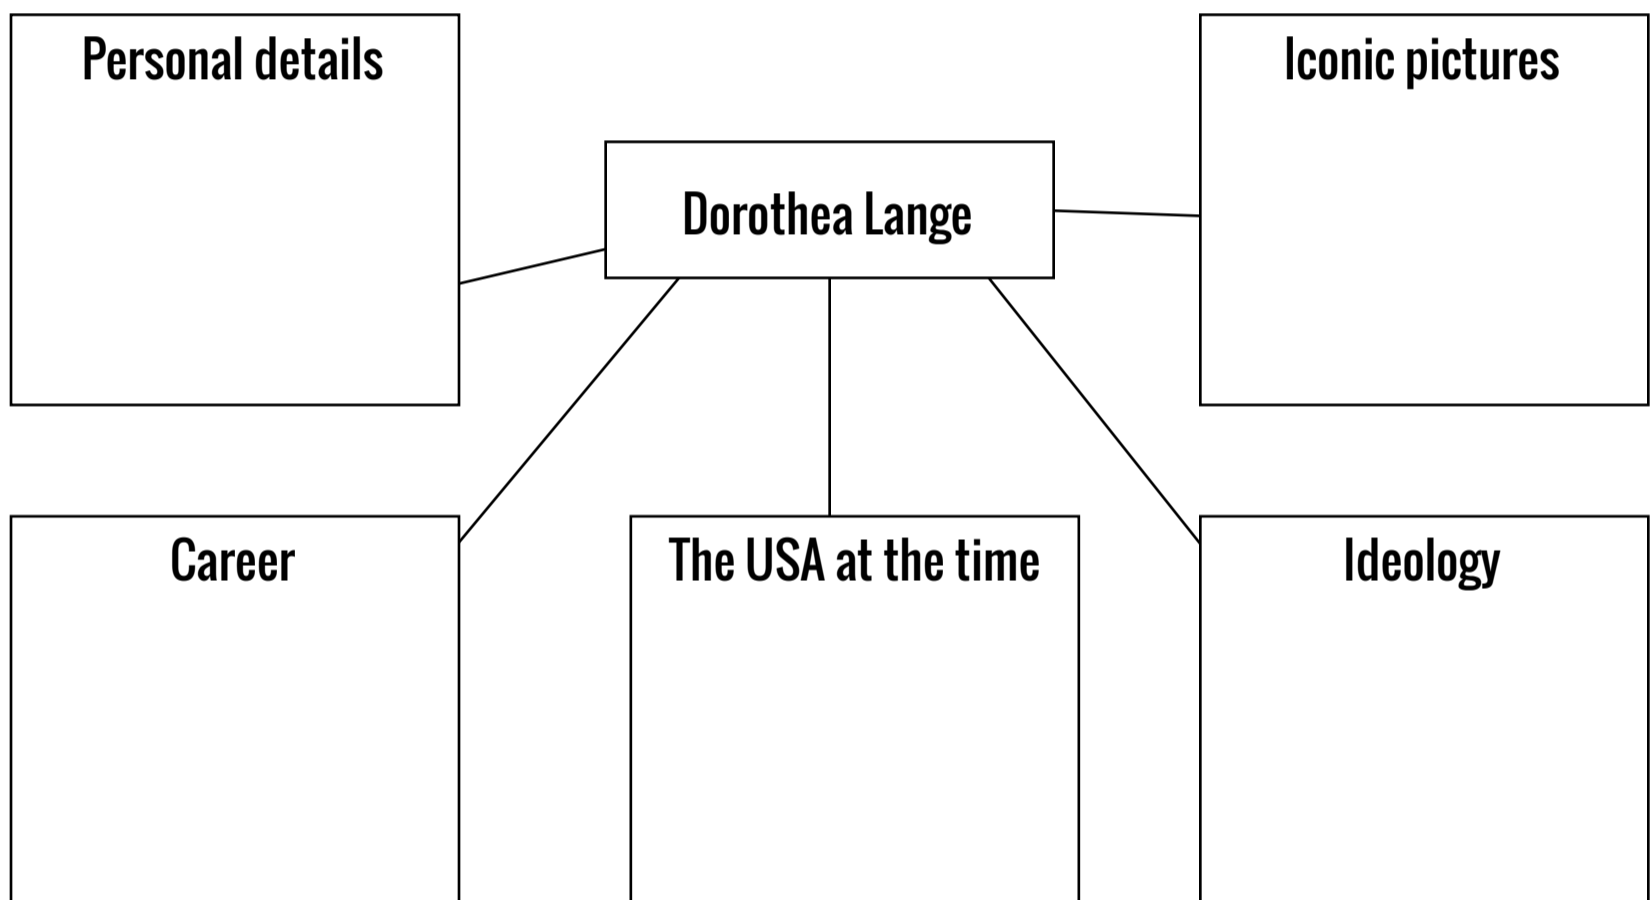 Personal details
Iconic pictures
Dorothea Lange
Career
The USA at the time
Ideology